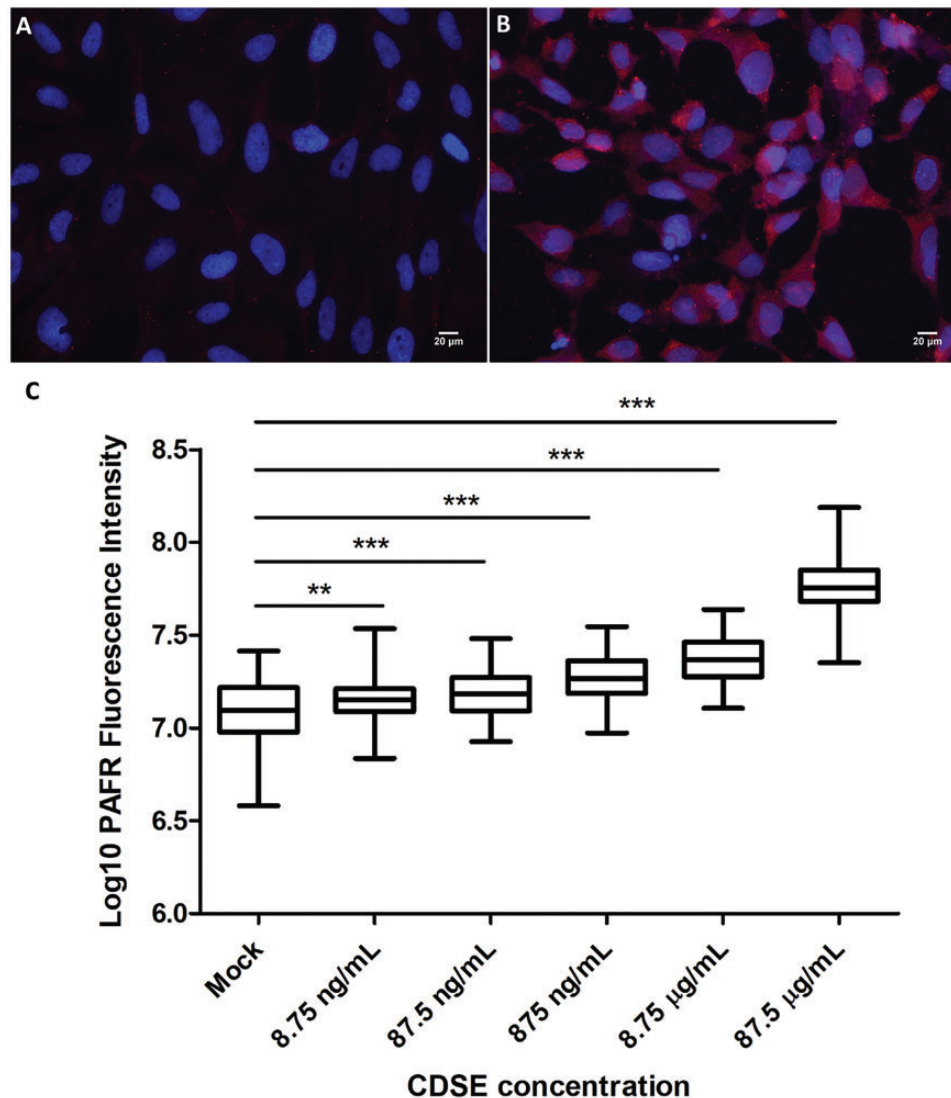 A
B
20 µm
20 µm
C
***
***
***
***
**
8.5
8.0
7.5
7.0
6.5
6.0
Log10 PAFR Fluorescence Intensity
Mock
8.75 ng/mL
87.5 ng/mL
875 ng/mL
8.75 µg/mL
87.5 µg/mL
CDSE concentration